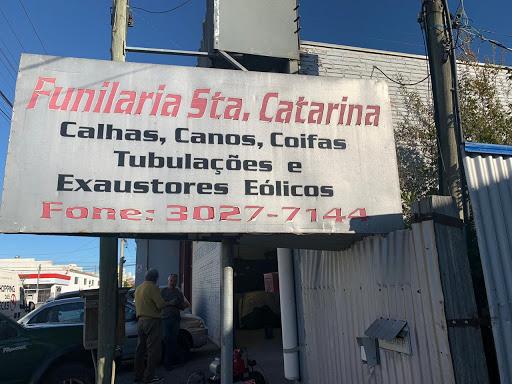 Funilaria Sta. Catarina
Calhas, Canos, Coifas
Tubulações e
Exaustores Eólicos
Fone: 3027-7144